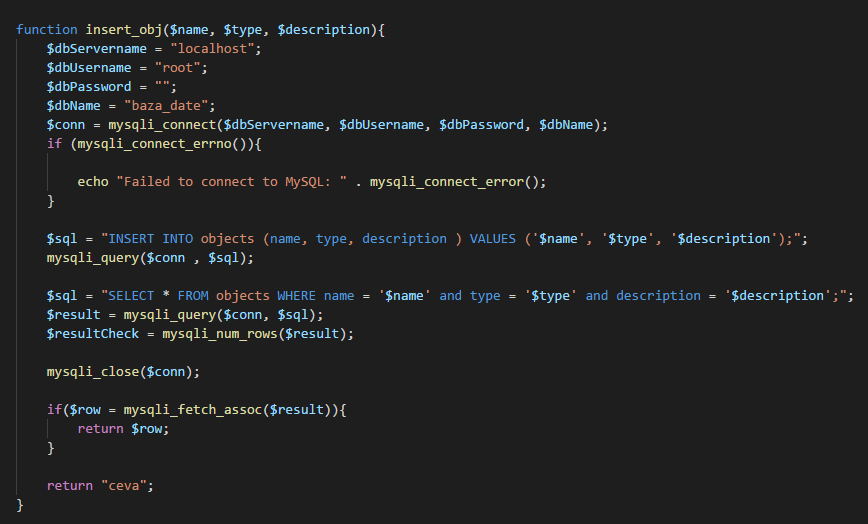 function insert_obj($name, $type, $description){
    $dbServername = "localhost";
    $dbUsername = "root";
    $dbPassword = "";
    $dbName = "baza_date";
    $conn = mysqli_connect($dbServername, $dbUsername, $dbPassword, $dbName);
    if (mysqli_connect_errno()){
        echo "Failed to connect to MySQL: " . mysqli_connect_error();
    }
    $sql = "INSERT INTO objects (name, type, description ) VALUES ('$name', '$type', '$description');";
    mysqli_query($conn , $sql);
    $sql = "SELECT * FROM objects WHERE name = '$name' and type = '$type' and description = '$description';";
    $result = mysqli_query($conn, $sql);
    $resultCheck = mysqli_num_rows($result);
    mysqli_close($conn);
    if($row = mysqli_fetch_assoc($result)){
        return $row;
    }
    return "ceva";
}